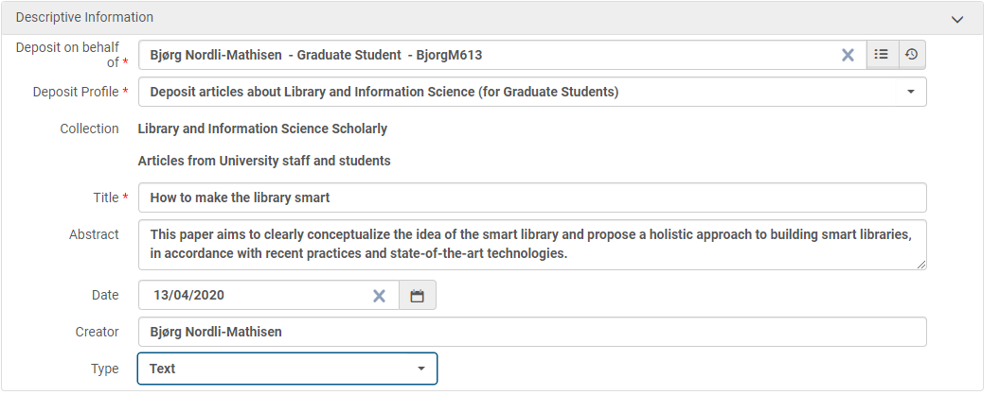 Descriptive Information
Deposit on behalf
of *
Bjørg Nordli-Mathisen - Graduate Student - BjorgM613
Deposit Profile *
Deposit articles about Library and Information Science (for Graduate Students)
Collection
Library and Information Science Scholarly
Articles from University staff and students
Title *
How to make the library smart
Abstract
This paper aims to clearly conceptualize the idea of the smart library and propose a holistic approach to building smart libraries,
in accordance with recent practices and state-of-the-art technologies.
Date
13/04/2020
Creator
Bjørg Nordli-Mathisen
Type
Text